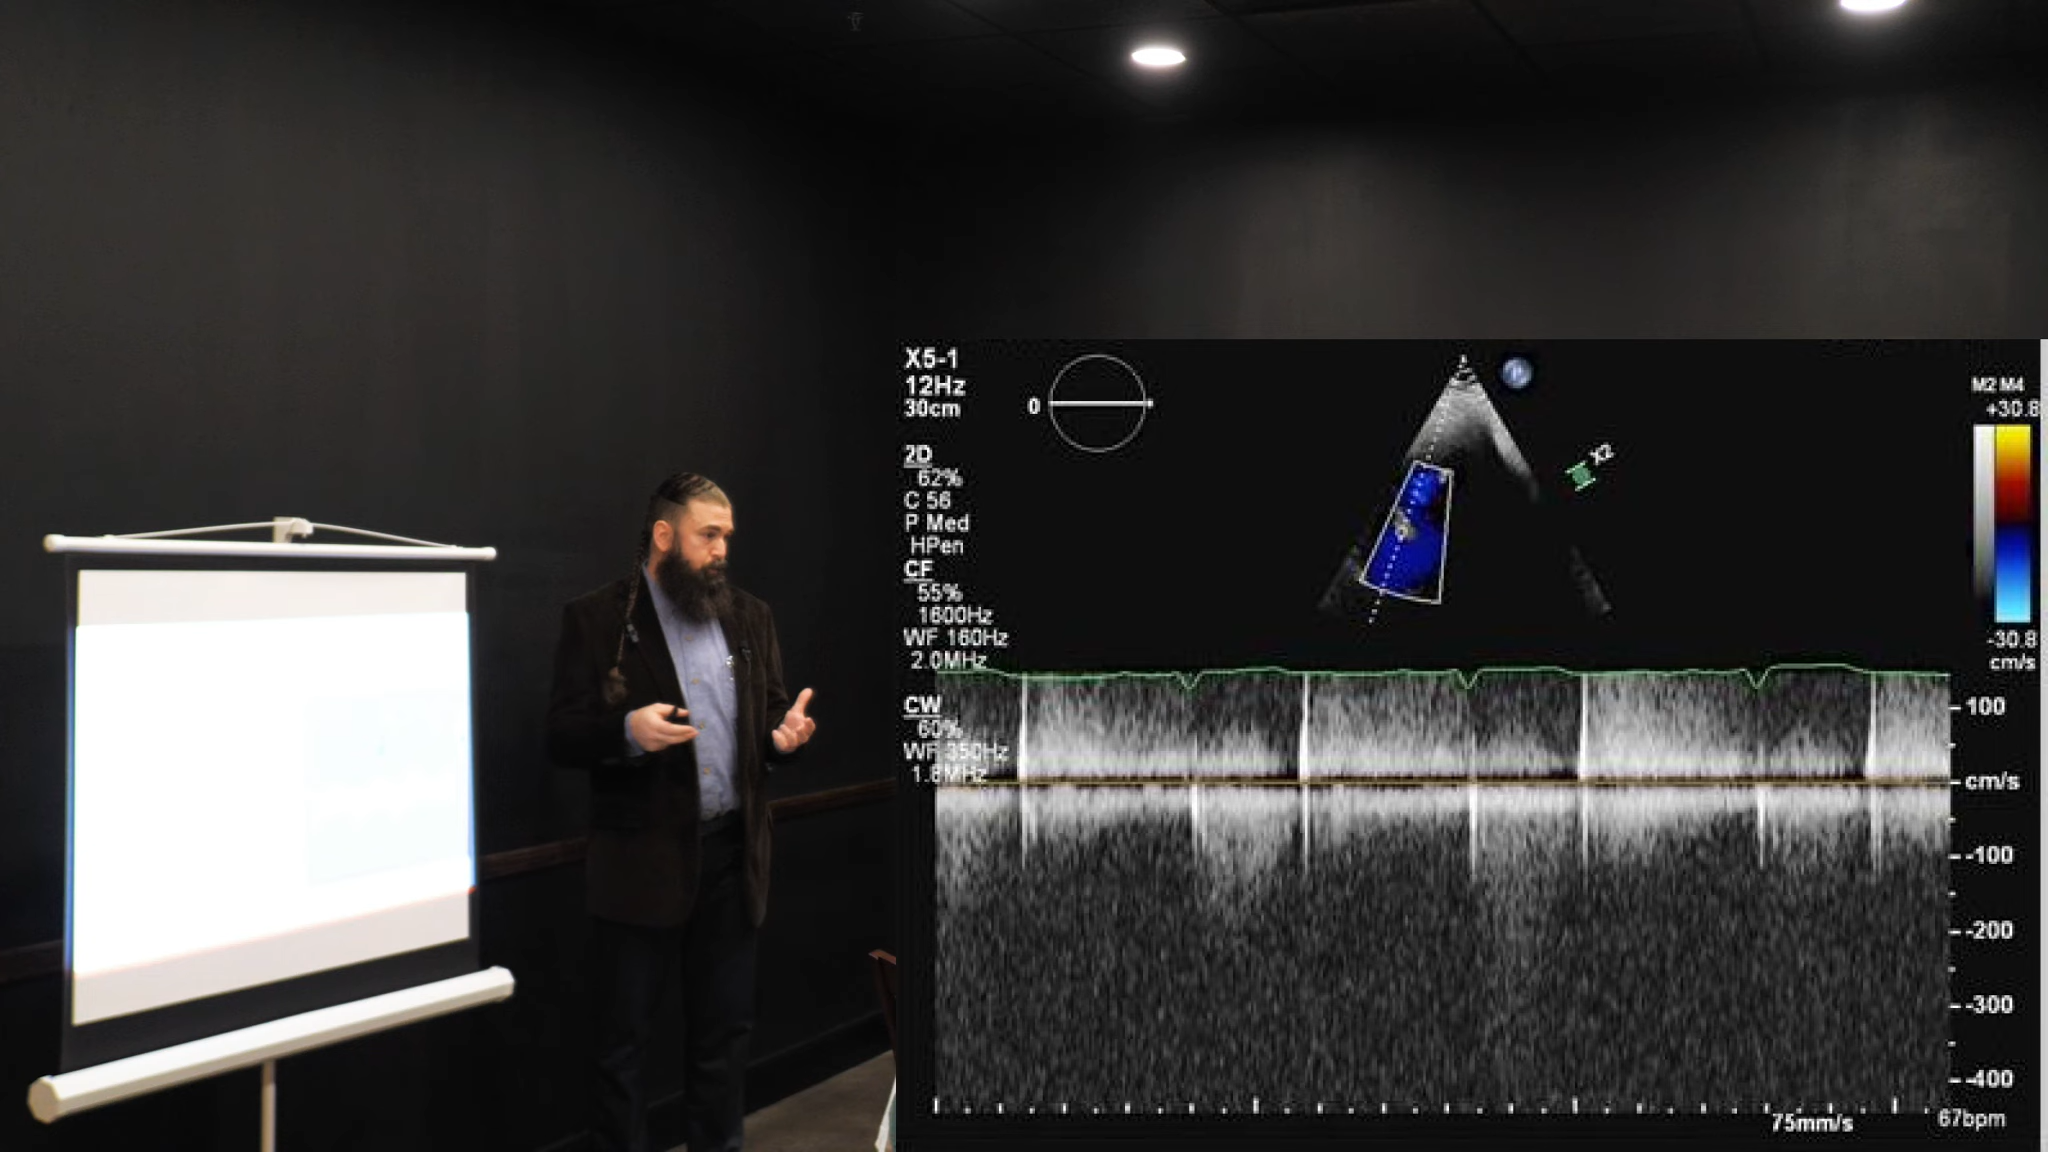 X5-1
12Hz
30cm
0
2D
62%
C 56
P Med
HPen
CF
55%
1600Hz
WF 160Hz
2.0MHz
CW
60%
WF 350Hz
1.8MHz
X2
M2 M4
+30.8
-30.8
cm/s
100
cm/s
-100
-200
-300
-400
75mm/s
67bpm